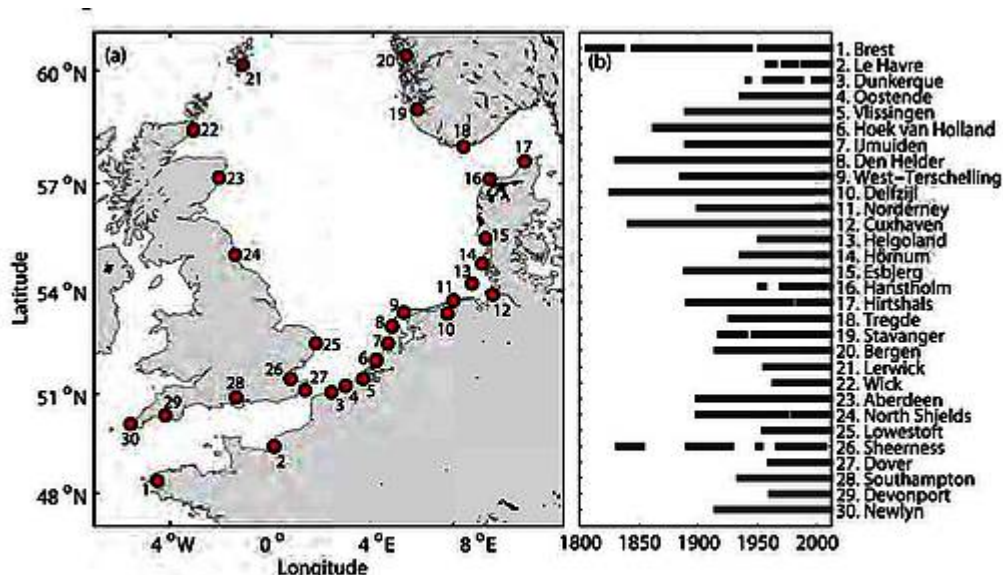 (a)
60 °N
57 °N
54 °N
51 °N
48 °N
Latitude
4 °W
0 °E
4 °E
8 °E
Longitude
20
21
19
22
18
17
23
16
15
24
14
13
11
12
9
10
8
25
7
6
26
27
5
28
4
3
29
30
2
1
(b)
1. Brest
2. Le Havre
3. Dunkerque
4. Oostende
5. Vlissingen
6. Hoek van Holland
7. IJmuiden
8. Den Helder
9. West-Terschelling
10. Delfzijl
11. Norderney
12. Cuxhaven
13. Helgoland
14. Hörnum
15. Esbjerg
16. Hanstholm
17. Hirtshals
18. Tregde
19. Stavanger
20. Bergen
21. Lerwick
22. Wick
23. Aberdeen
24. North Shields
25. Lowestoft
26. Sheerness
27. Dover
28. Southampton
29. Devonport
30. Newlyn
1800
1850
1900
1950
2000